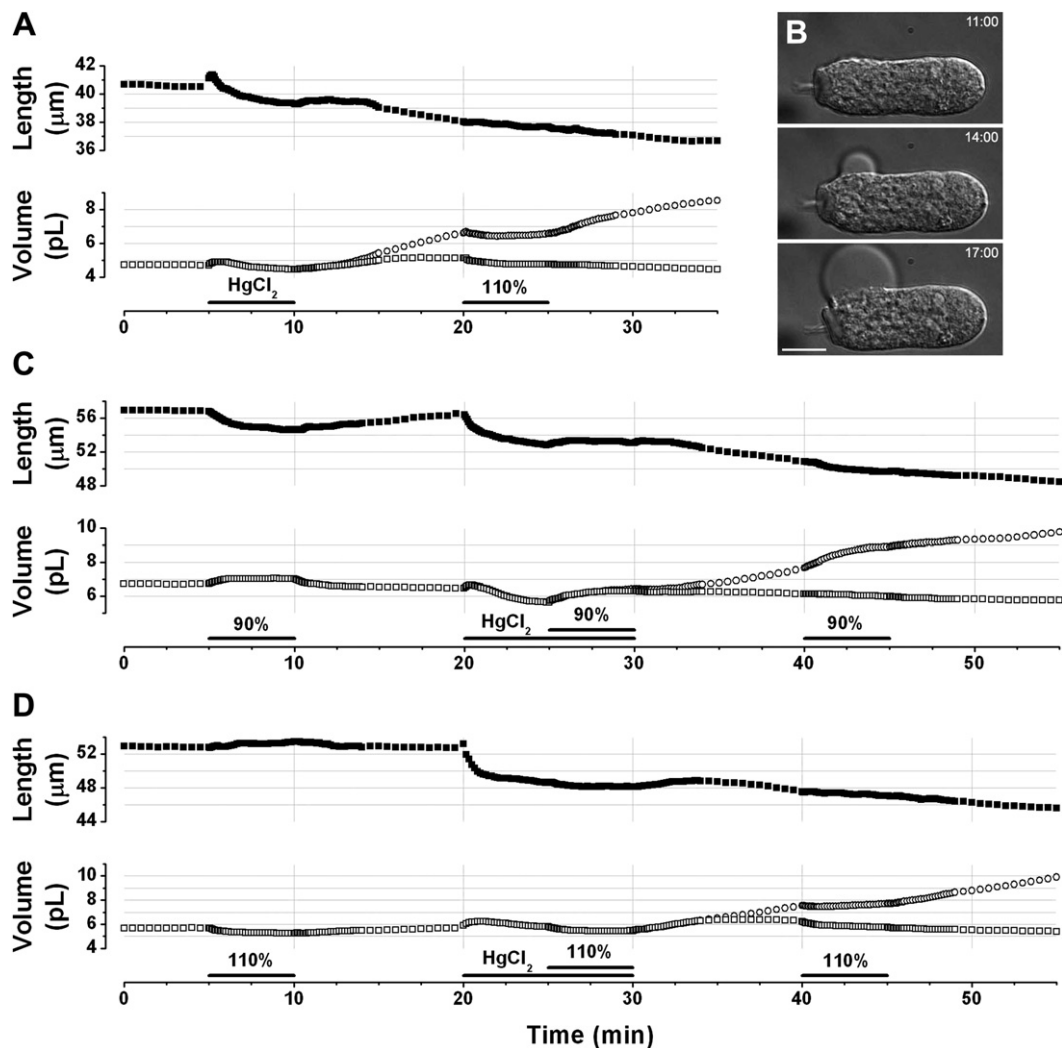 A
B
11:00
14:00
17:00
Length
(μm)
42
40
38
36
Volume
(pL)
8
6
4
HgCl2
110%
0
10
20
30
C
Length
(μm)
56
52
48
Volume
(pL)
10
8
6
90%
HgCl2
90%
90%
0
10
20
30
40
50
D
Length
(μm)
52
48
44
Volume
(pL)
10
8
6
4
110%
HgCl2
110%
110%
0
10
20
30
40
50
Time (min)